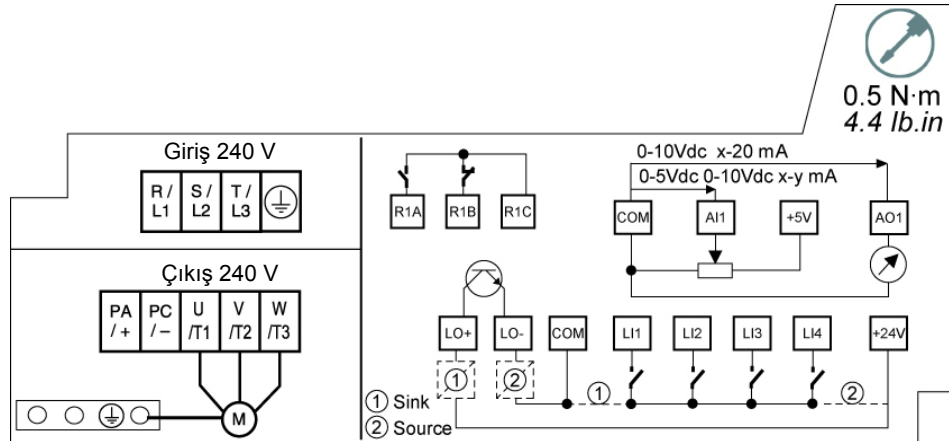 0.5 N·m
4.4 lb.in
Giriş 240 V
R / L1
S / L2
T / L3
Çıkış 240 V
PA / +
PC / –
U /T1
V /T2
W /T3
M
R1A
R1B
R1C
0-10Vdc x-20 mA
0-5Vdc 0-10Vdc x-y mA
COM
AI1
+5V
AO1
LO+
LO-
COM
LI1
LI2
LI3
LI4
+24V
1
2
1
2
1 Sink
2 Source